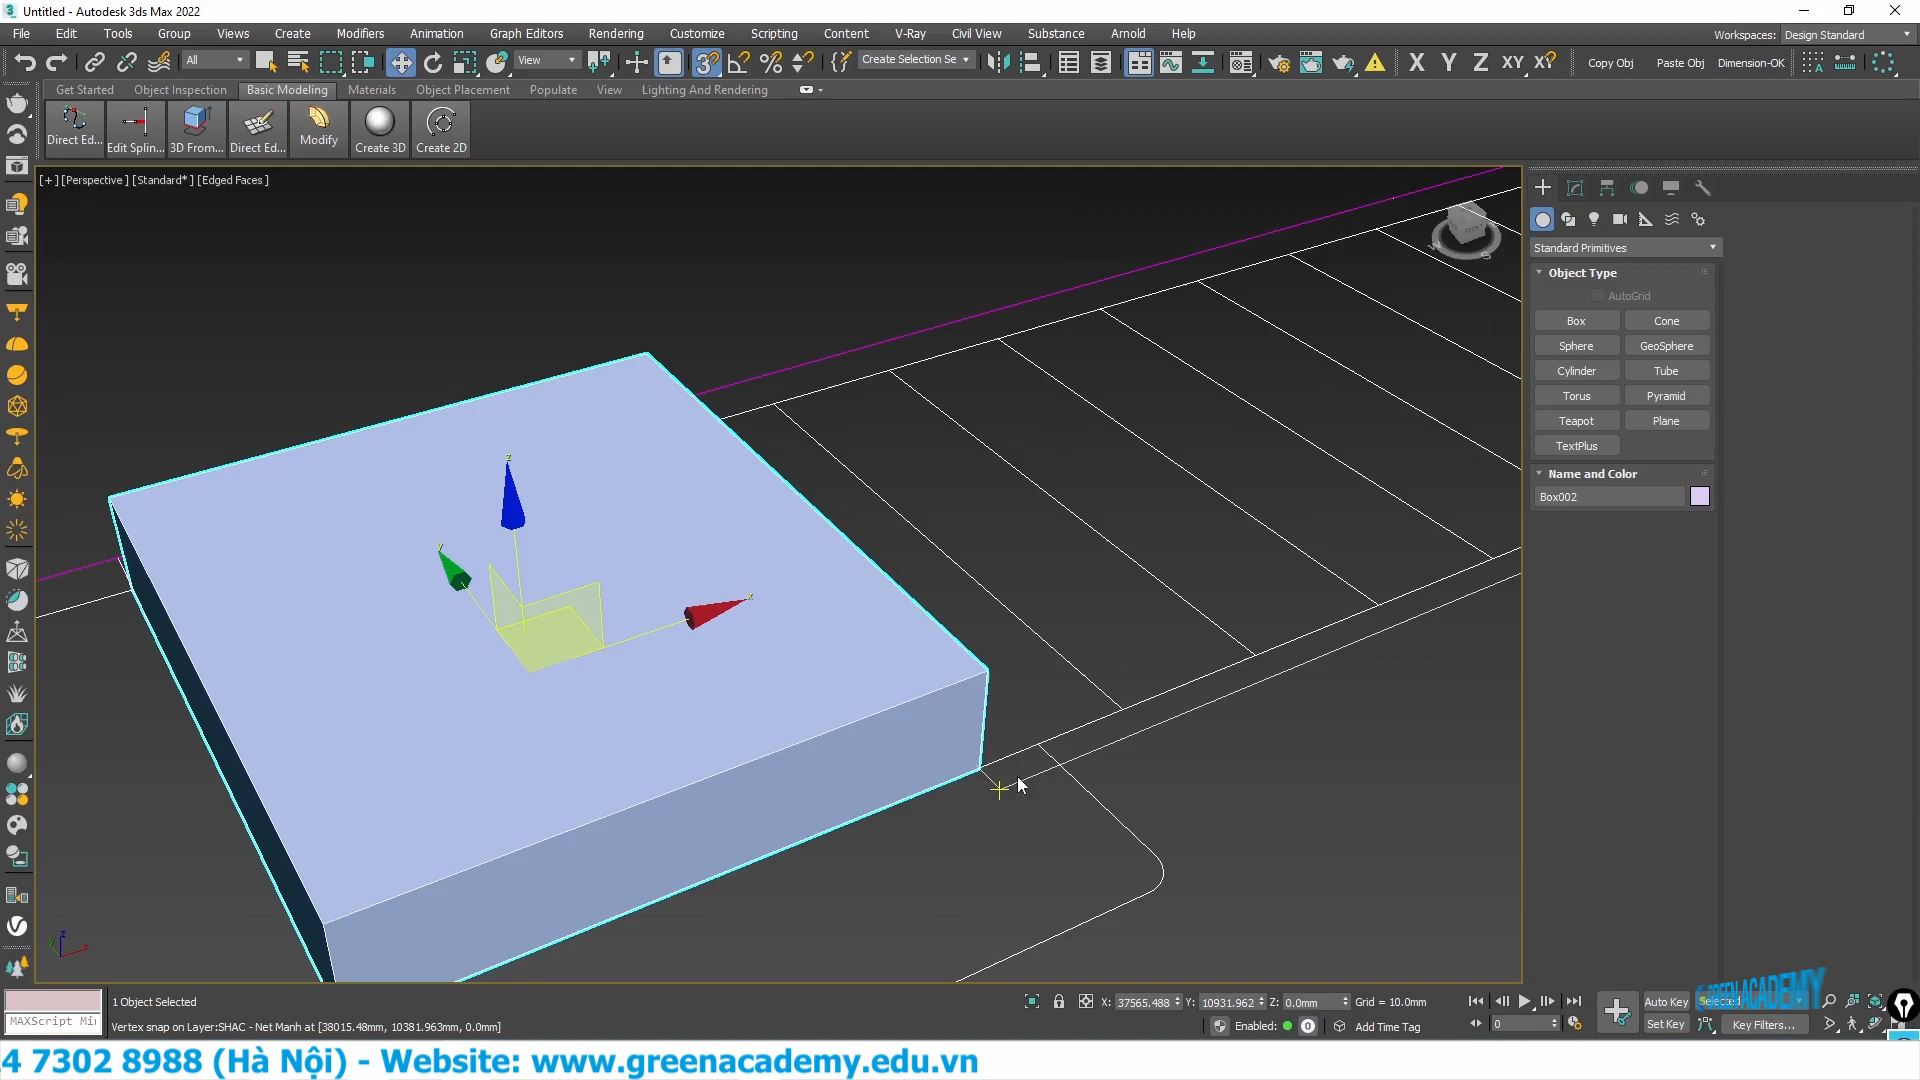 Untitled - Autodesk 3ds Max 2022
File Edit Tools Group Views Create Modifiers Animation Graph Editors Rendering Customize Scripting Content V-Ray Civil View Substance Arnold Help
Workspaces: Design Standard
All View Create Selection Se X Y Z XY XY Copy Obj Paste Obj Dimension-OK
Get Started Object Inspection Basic Modeling Materials Object Placement Populate View Lighting And Rendering
Direct Ed... Edit Splin... 3D From... Direct Ed... Modify Create 3D Create 2D
[+] [Perspective ] [Standard* ] [Edged Faces ]
Standard Primitives
Object Type
AutoGrid
Box Cone
Sphere GeoSphere
Cylinder Tube
Torus Pyramid
Teapot Plane
TextPlus
Name and Color
Box002
z
y
x
1 Object Selected
X: 37565.488 Y: 10931.962 Z: 0.0mm Grid = 10.0mm
Auto Key Selected
GREEN ACADEMY
MAXScript Mi
Vertex snap on Layer:SHAC - Net Manh at [38015.48mm, 10381.963mm, 0.0mm]
Enabled: 0 Add Time Tag
0
Set Key Key Filters...
4 7302 8988 (Hà Nội) - Website: www.greenacademy.edu.vn